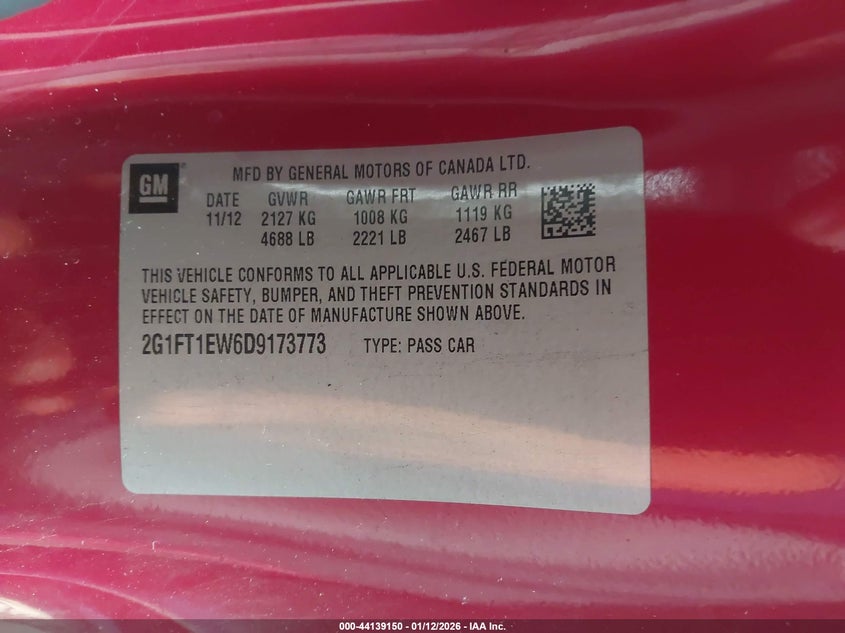 MFD BY GENERAL MOTORS OF CANADA LTD.
GM
DATE GVWR GAWR FRT GAWR RR
11/12 2127 KG 1008 KG 1119 KG
4688 LB 2221 LB 2467 LB
THIS VEHICLE CONFORMS TO ALL APPLICABLE U.S. FEDERAL MOTOR
VEHICLE SAFETY, BUMPER, AND THEFT PREVENTION STANDARDS IN
EFFECT ON THE DATE OF MANUFACTURE SHOWN ABOVE.
2G1FT1EW6D9173773 TYPE: PASS CAR
000-44139150 - 01/12/2026 - IAA Inc.